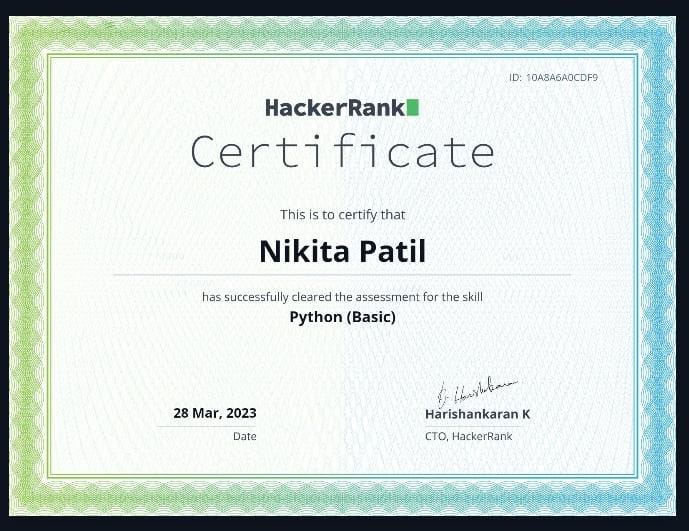 ID: 10A8A6A0CDF9
HackerRank
Certificate
This is to certify that
Nikita Patil
has successfully cleared the assessment for the skill
Python (Basic)
28 Mar, 2023
Date
Harishankaran K
CTO, HackerRank